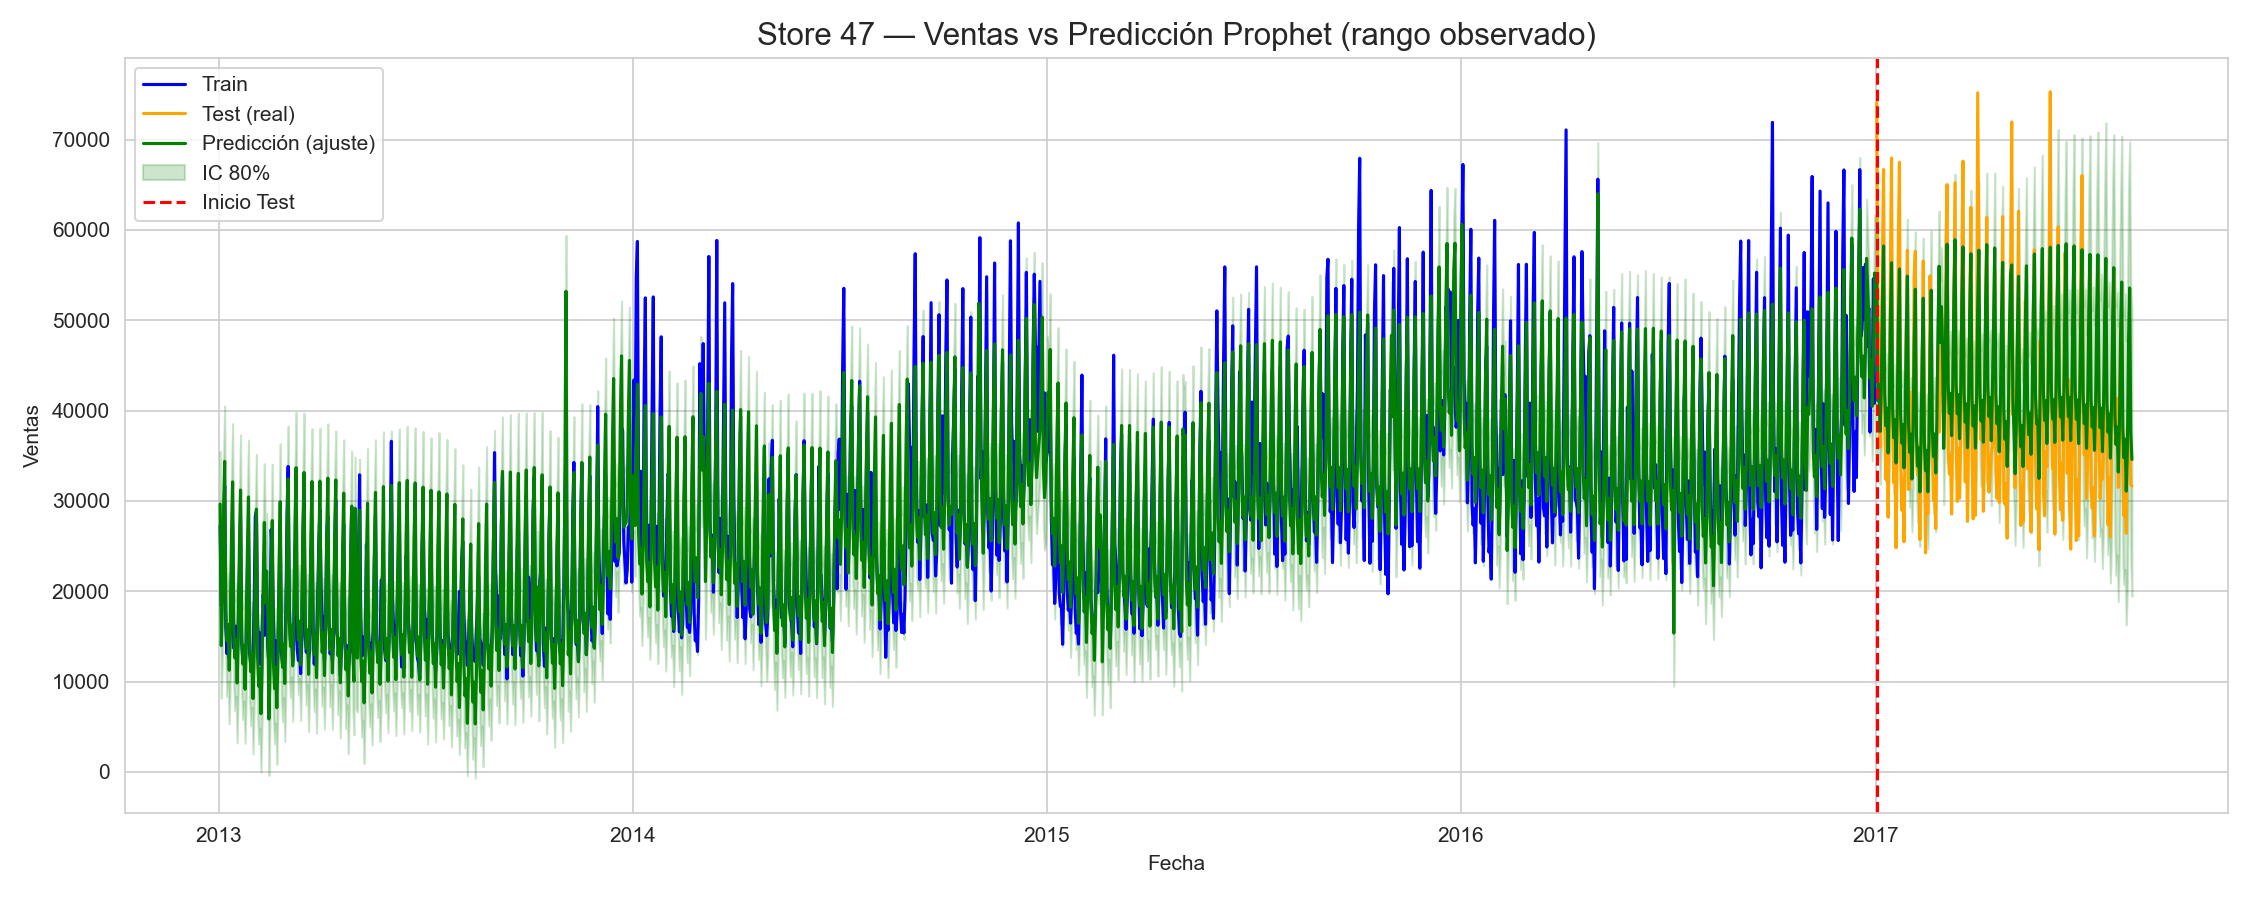 Store 47 — Ventas vs Predicción Prophet (rango observado)
Train
Test (real)
Predicción (ajuste)
IC 80%
Inicio Test
Ventas
70000
60000
50000
40000
30000
20000
10000
0
2013
2014
2015
2016
2017
Fecha